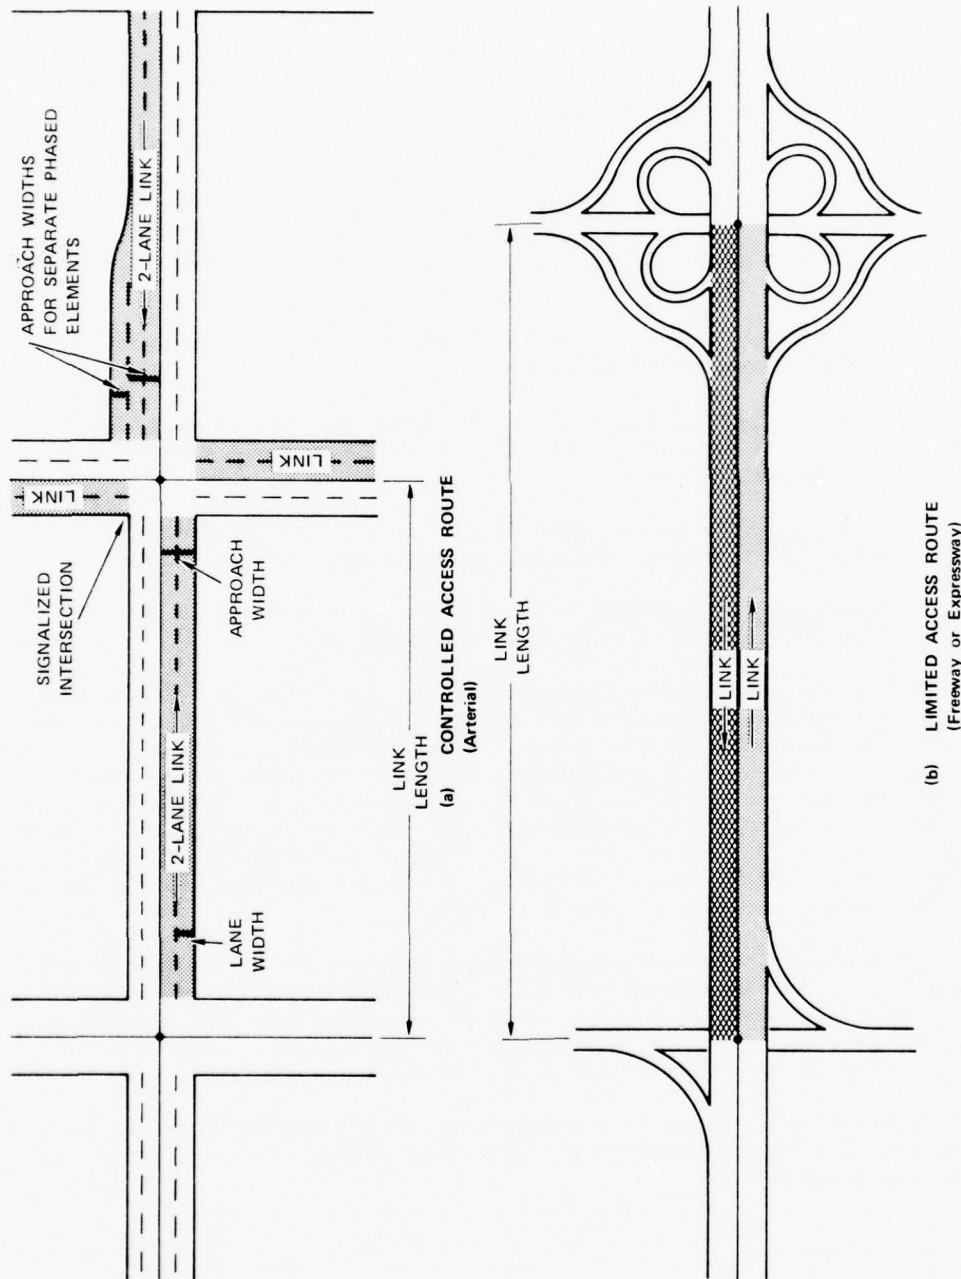 APPROACH WIDTHS
FOR SEPARATE PHASED
ELEMENTS
2-LANE LINK
LINK
LINK
SIGNALIZED
INTERSECTION
APPROACH
WIDTH
2-LANE LINK
LANE
WIDTH
LINK
LENGTH
(a) CONTROLLED ACCESS ROUTE
(Arterial)
LINK
LENGTH
LINK
LINK
(b) LIMITED ACCESS ROUTE
(Freeway or Expressway)